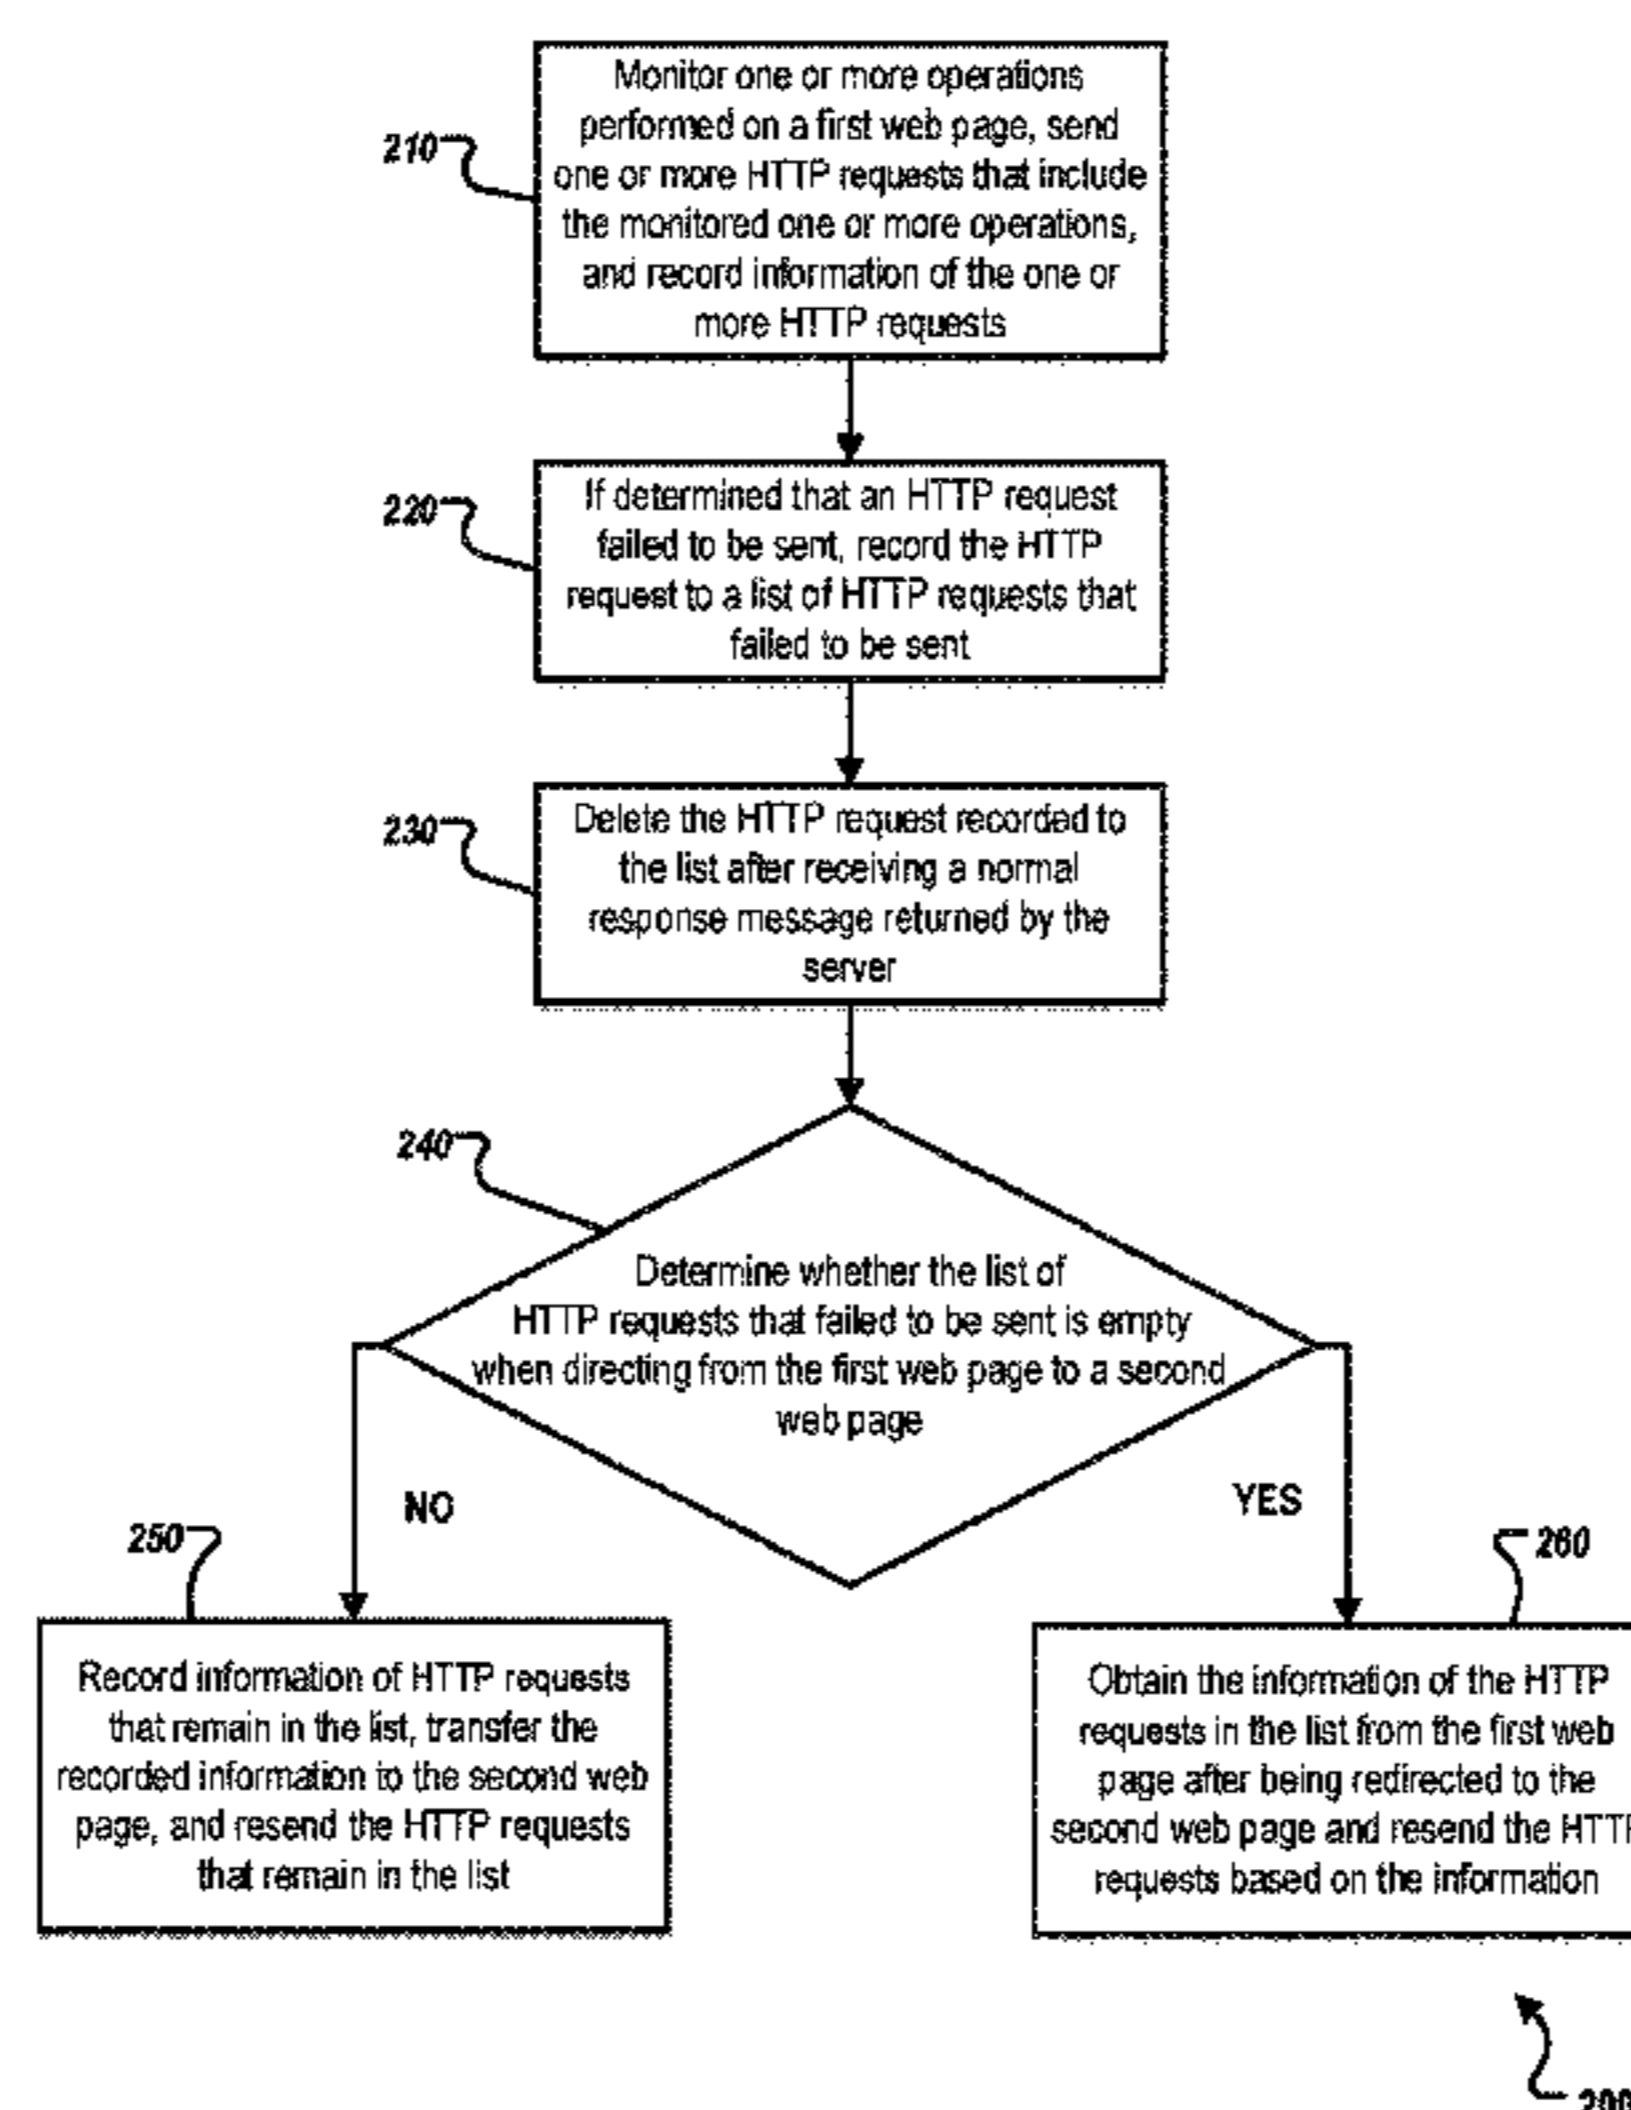 Monitor one or more operations
performed on a first web page, send
one or more HTTP requests that include
the monitored one or more operations,
and record information of the one or
more HTTP requests
210
If determined that an HTTP request
failed to be sent, record the HTTP
request to a list of HTTP requests that
failed to be sent
220
Delete the HTTP request recorded to
the list after receiving a normal
response message returned by the
server
230
240
Determine whether the list of
HTTP requests that failed to be sent is empty
when directing from the first web page to a second
web page
NO
YES
250
260
Record information of HTTP requests
that remain in the list, transfer the
recorded information to the second web
page, and resend the HTTP requests
that remain in the list
Obtain the information of the HTTP
requests in the list from the first web
page after being redirected to the
second web page and resend the HTTP
requests based on the information